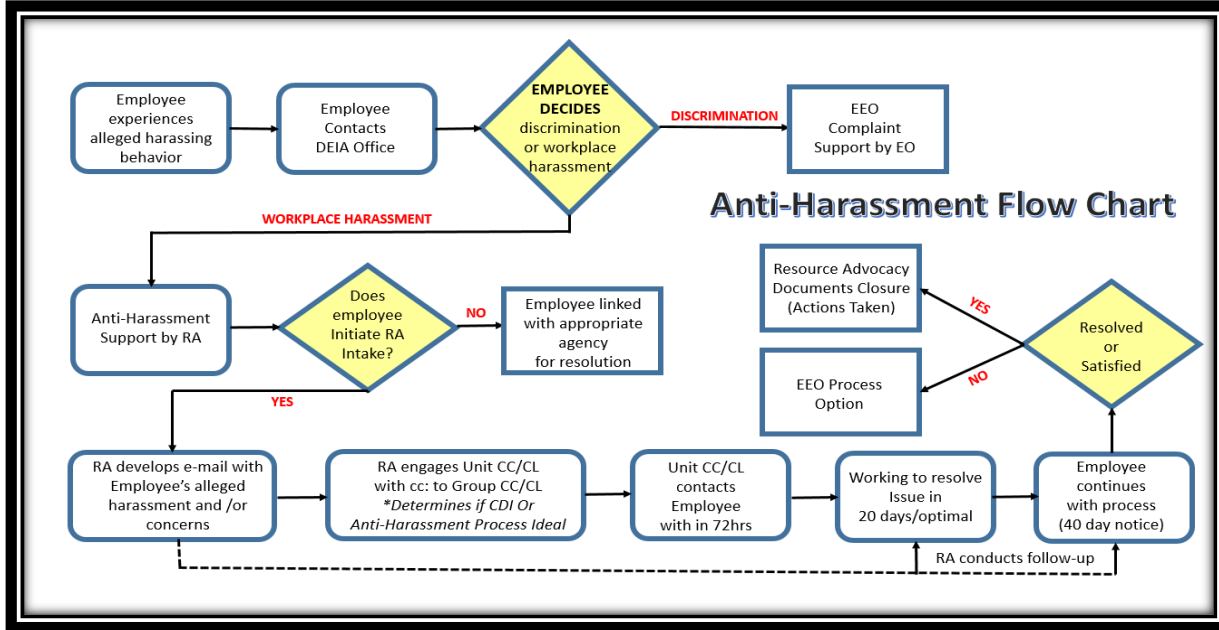 Employee
experiences
alleged harassing
behavior
Employee
Contacts
DEIA Office
EMPLOYEE
DECIDES
discrimination
or workplace
harassment
DISCRIMINATION
EEO
Complaint
Support by EO
Anti-Harassment Flow Chart
WORKPLACE HARASSMENT
Anti-Harassment
Support by RA
Does
employee
Initiate RA
Intake?
NO
Employee linked
with appropriate
agency
for resolution
Resource Advocacy
Documents Closure
(Actions Taken)
YES
Resolved
or
Satisfied
NO
EEO Process
Option
YES
RA develops e-mail with
Employee's alleged
harassment and /or
concerns
RA engages Unit CC/CL
with cc: to Group CC/CL
*Determines if CDI Or
Anti-Harassment Process Ideal
Unit CC/CL
contacts
Employee
with in 72hrs
Working to resolve
Issue in
20 days/optimal
Employee
continues
with process
(40 day notice)
RA conducts follow-up